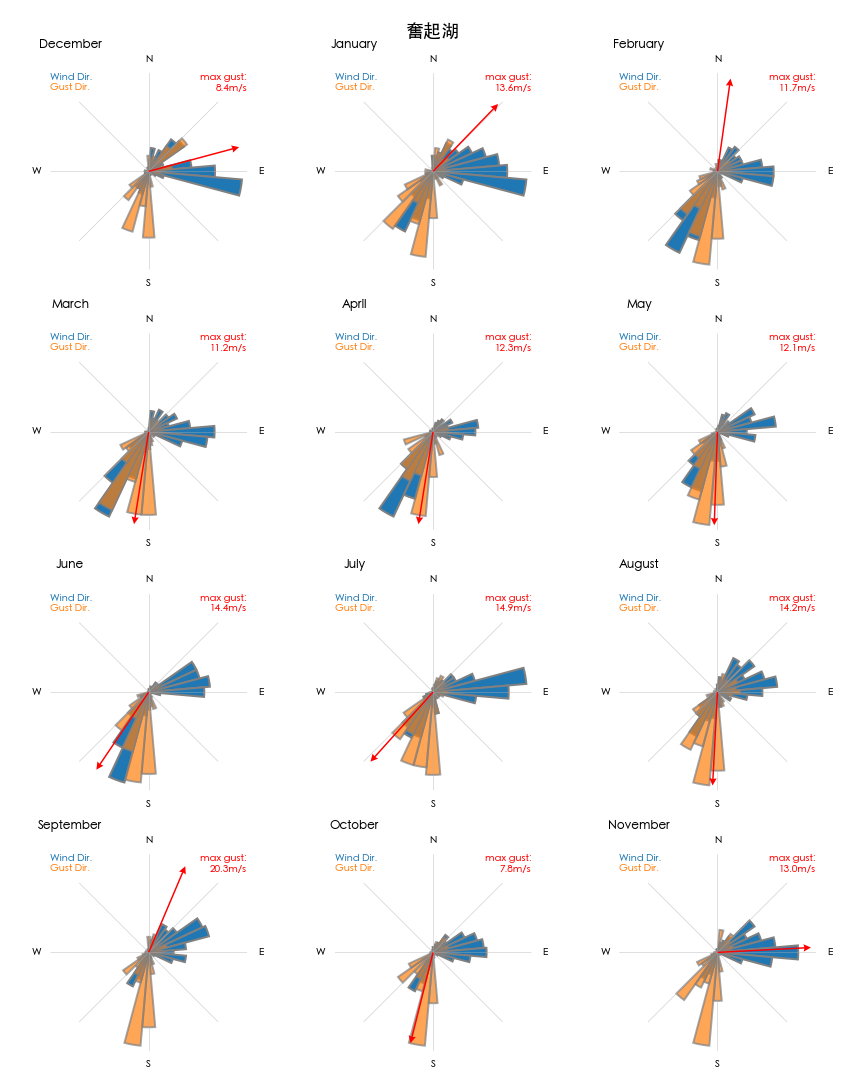 奮起湖
December
N
Wind Dir.
Gust Dir.
max gust:
8.4m/s
W
E
S
January
N
Wind Dir.
Gust Dir.
max gust:
13.6m/s
W
E
S
February
N
Wind Dir.
Gust Dir.
max gust:
11.7m/s
W
E
S
March
N
Wind Dir.
Gust Dir.
max gust:
11.2m/s
W
E
S
April
N
Wind Dir.
Gust Dir.
max gust:
12.3m/s
W
E
S
May
N
Wind Dir.
Gust Dir.
max gust:
12.1m/s
W
E
S
June
N
Wind Dir.
Gust Dir.
max gust:
14.4m/s
W
E
S
July
N
Wind Dir.
Gust Dir.
max gust:
14.9m/s
W
E
S
August
N
Wind Dir.
Gust Dir.
max gust:
14.2m/s
W
E
S
September
N
Wind Dir.
Gust Dir.
max gust:
20.3m/s
W
E
S
October
N
Wind Dir.
Gust Dir.
max gust:
7.8m/s
W
E
S
November
N
Wind Dir.
Gust Dir.
max gust:
13.0m/s
W
E
S